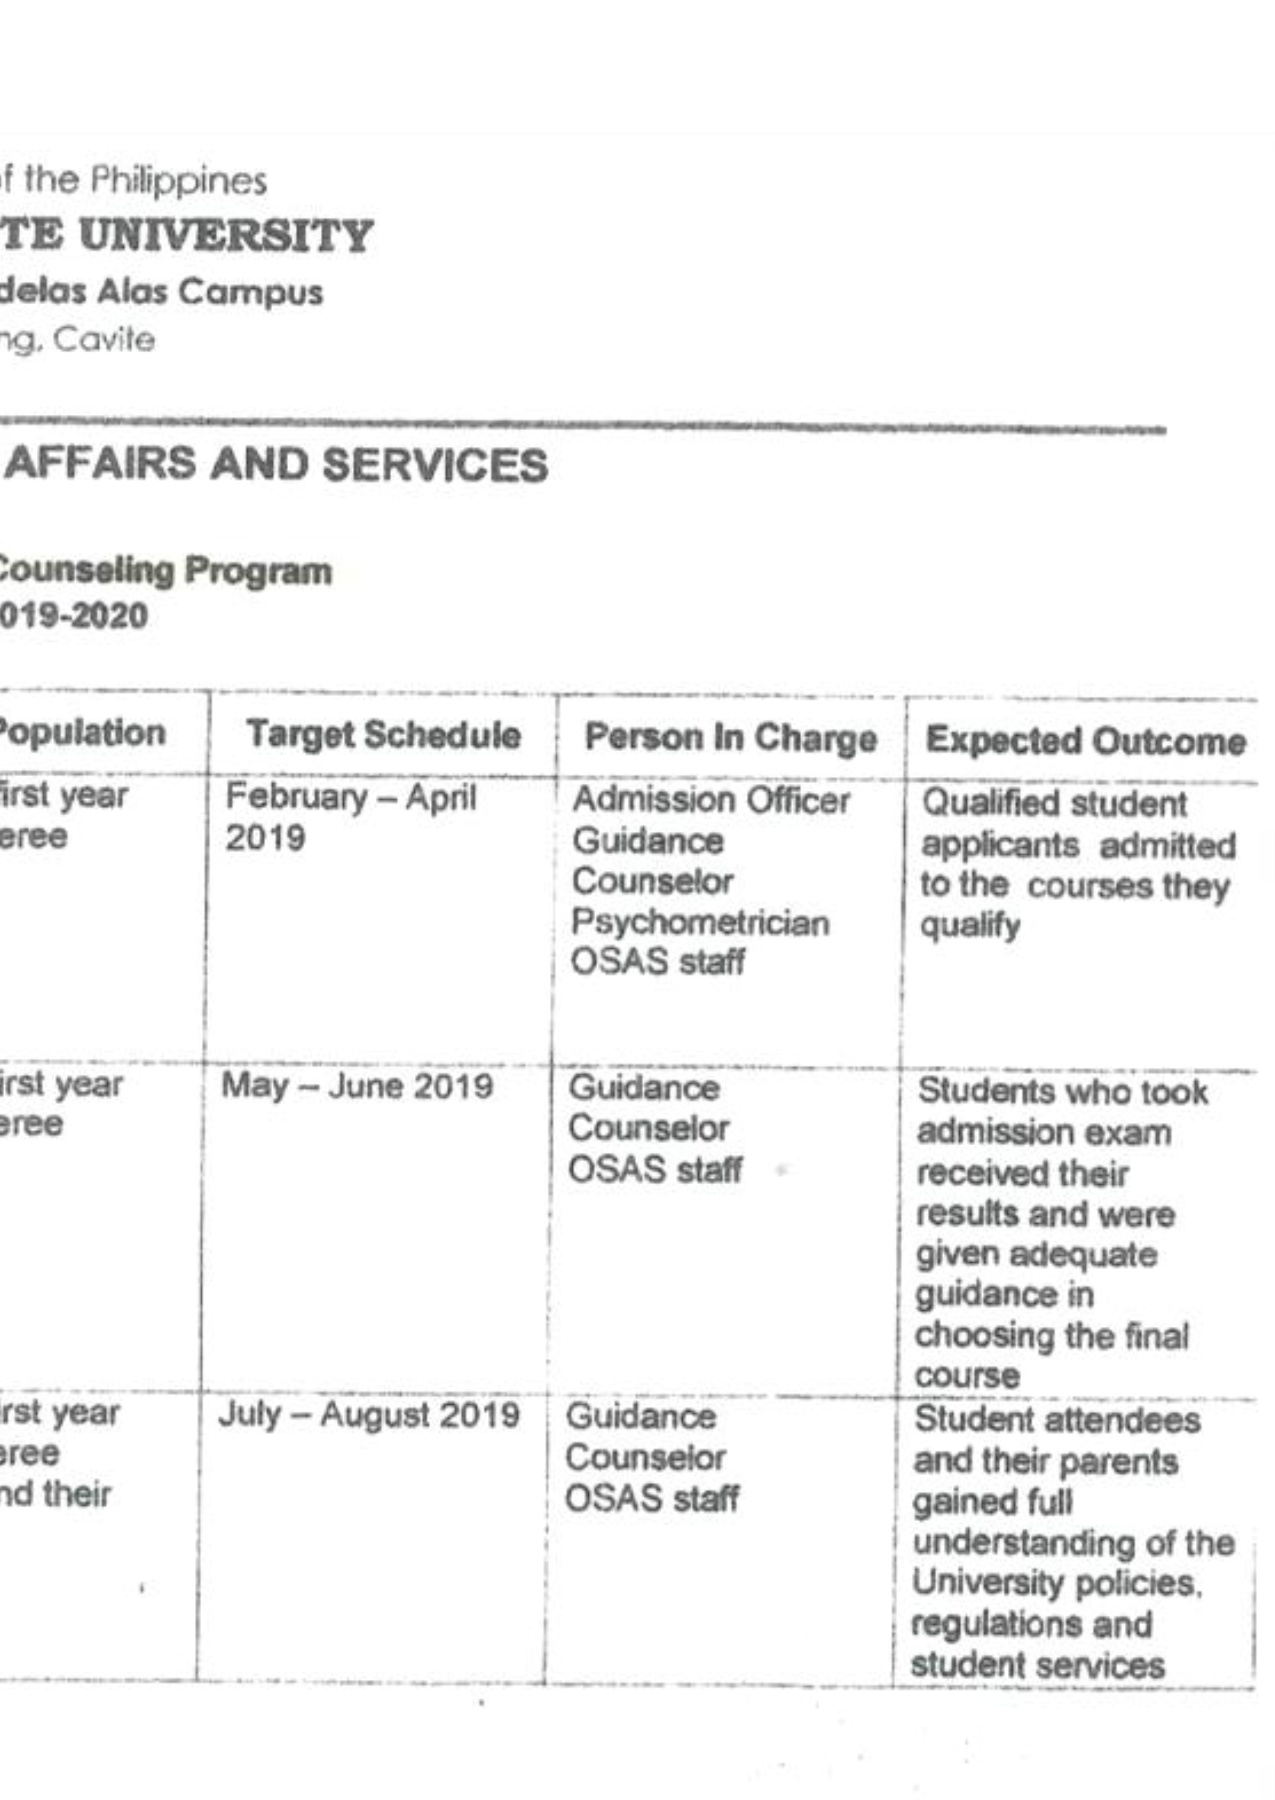 of the Philippines
TE UNIVERSITY
delas Alas Campus
ng, Cavite
AFFAIRS AND SERVICES
Counseling Program
019-2020
Population
Target Schedule
Person In Charge
Expected Outcome
irst year
eree
February – April
2019
Admission Officer
Guidance
Counselor
Psychometrician
OSAS staff
Qualified student
applicants admitted
to the courses they
qualify
irst year
eree
May – June 2019
Guidance
Counselor
OSAS staff
Students who took
admission exam
received their
results and were
given adequate
guidance in
choosing the final
course
irst year
eree
nd their
July – August 2019
Guidance
Counselor
OSAS staff
Student attendees
and their parents
gained full
understanding of the
University policies,
regulations and
student services